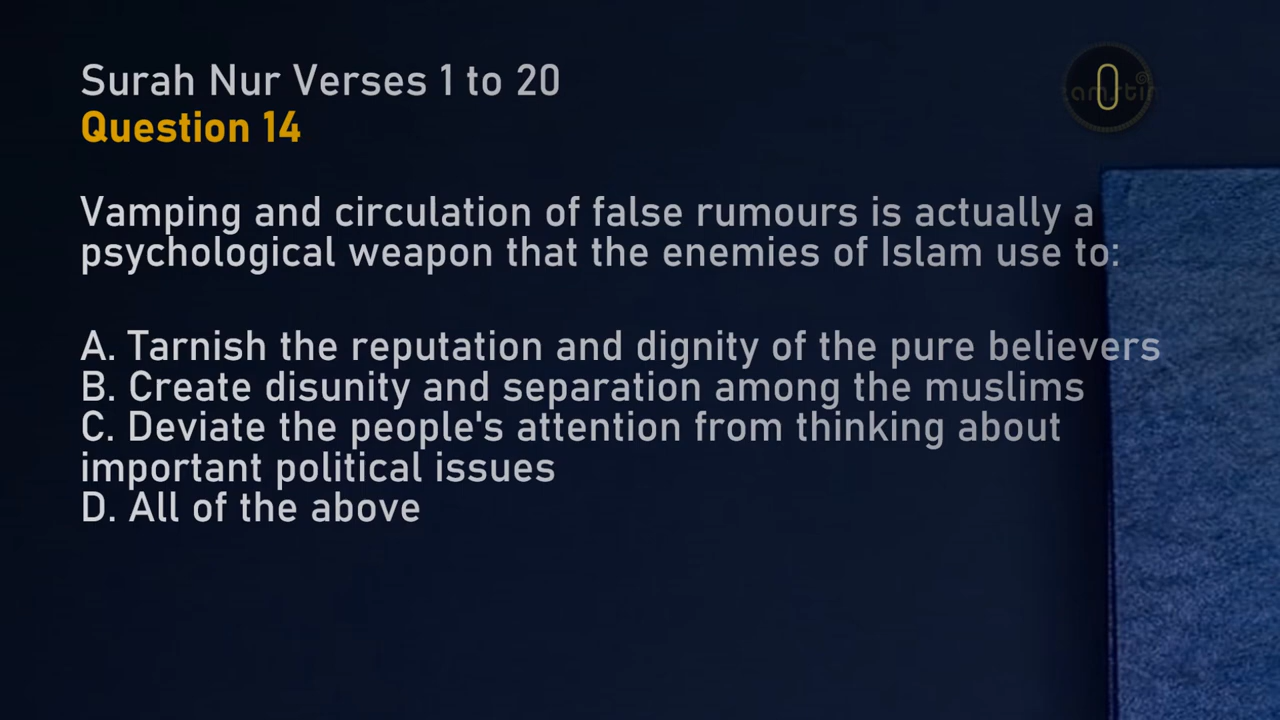 Surah Nur Verses 1 to 20
Question 14
Vamping and circulation of false rumours is actually a
psychological weapon that the enemies of Islam use to:
A. Tarnish the reputation and dignity of the pure believers
B. Create disunity and separation among the muslims
C. Deviate the people's attention from thinking about
important political issues
D. All of the above